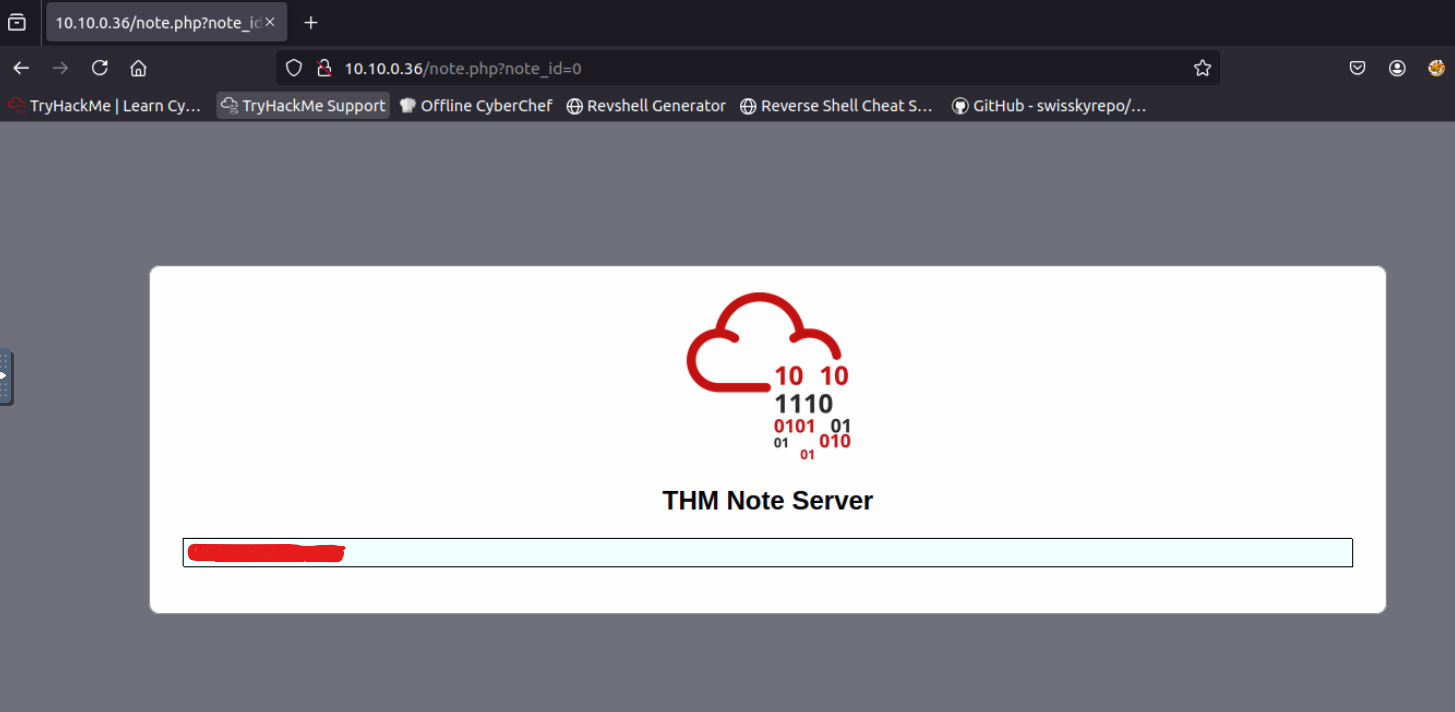 10.10.0.36/note.php?note_id
10.10.0.36/note.php?note_id=0
TryHackMe | Learn Cy… TryHackMe Support Offline CyberChef Revshell Generator Reverse Shell Cheat S… GitHub - swisskyrepo/…
10 10
1110
0101 01
01 010
01
THM Note Server